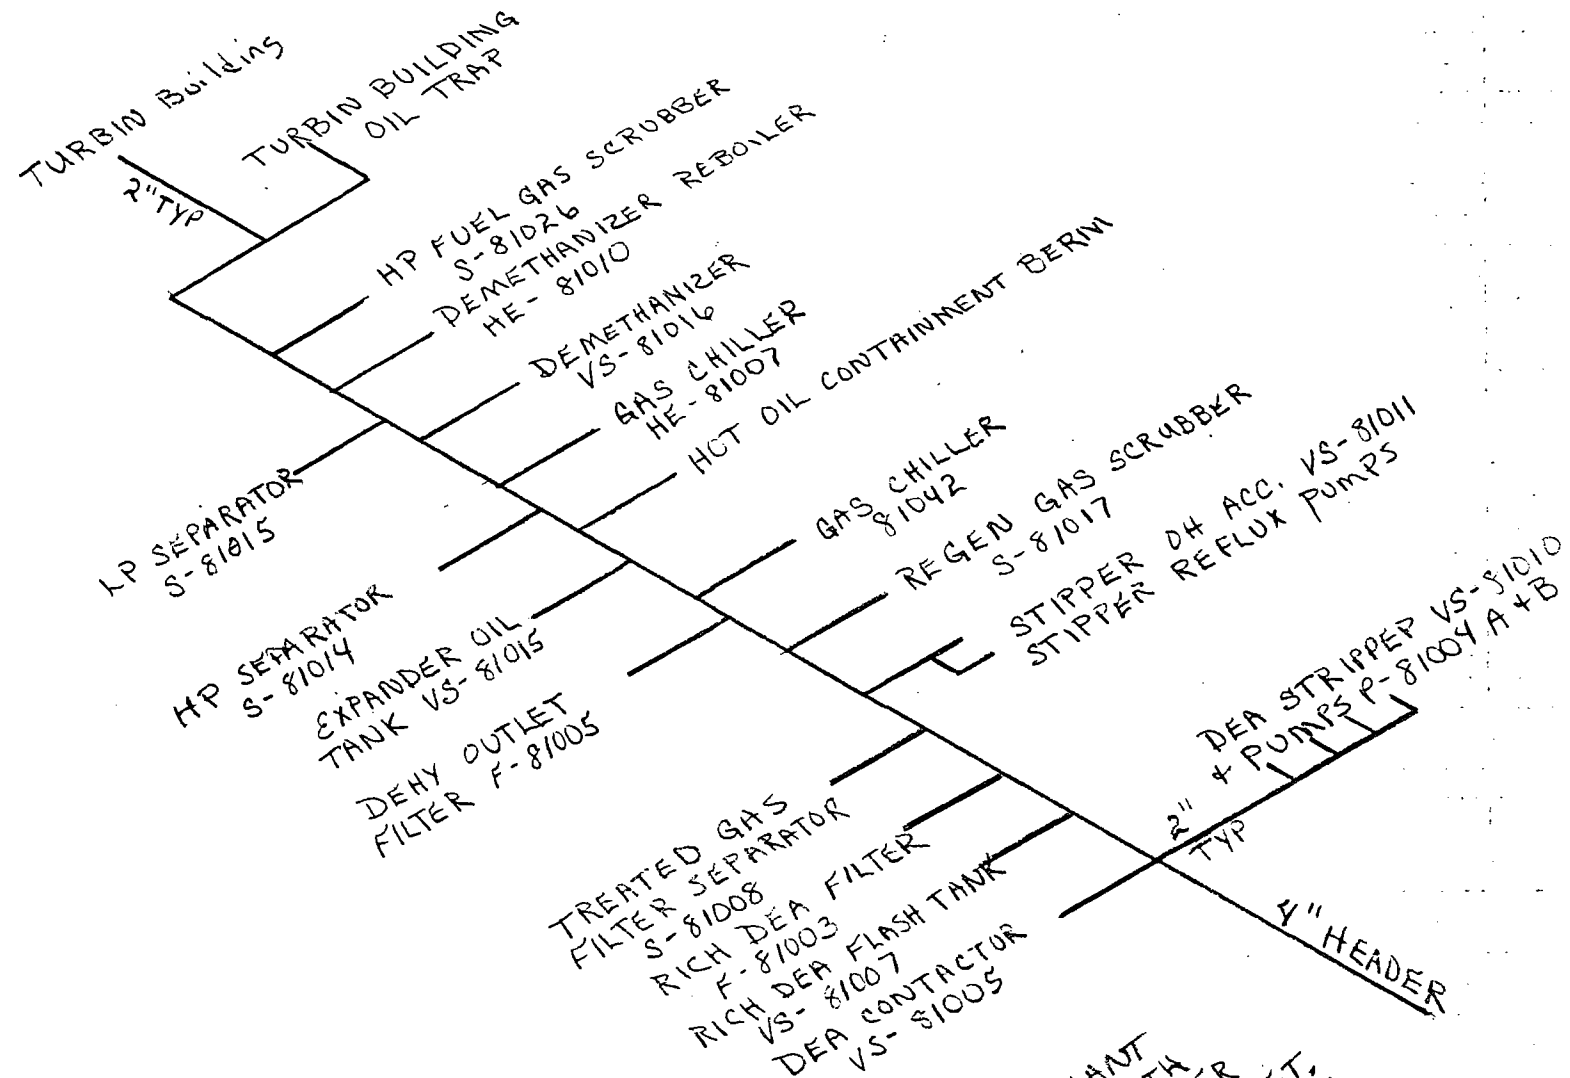 TURBIN Building
TURBIN BUILDING
OIL TRAP
2" TYP
HP FUEL GAS SCRUBBER
S-81026
DEMETHANIZER REBOILER
HE-81010
DEMETHANIZER
VS-81016
GAS CHILLER
HE-81007
HOT OIL CONTAINMENT BERM
GAS CHILLER
81042
REGEN GAS SCRUBBER
S-81017
STIPPER OH ACC. VS-81011
STIPPER REFLUX PUMPS
DEA STRIPPEP VS-81010
& PUMPS P-81004 A & B
2"
TYP
4" HEADER
LP SEPARATOR
S-81015
HP SEPARATOR
S-81014
EXPANDER OIL
TANK VS-81015
DEHY OUTLET
FILTER F-81005
TREATED GAS
FILTER SEPARATOR
S-81008
RICH DEA FILTER
F-81003
RICH DEA FLASH TANK
VS-81007
DEA CONTACTOR
VS-81005